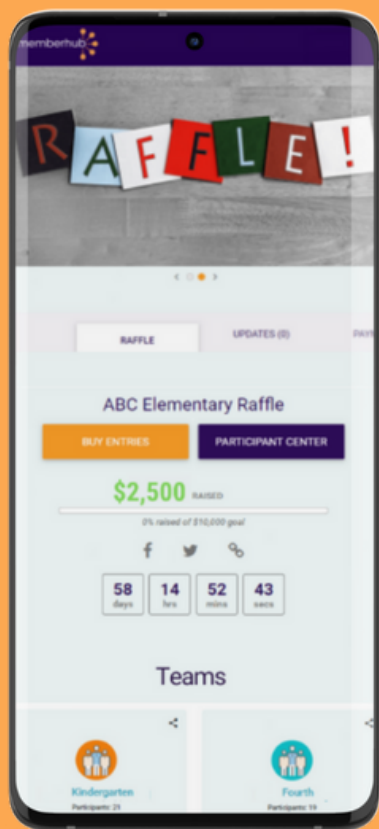 memberhub
RAFFLE!
RAFFLE
UPDATES (0)
ABC Elementary Raffle
BUY ENTRIES
PARTICIPANT CENTER
$2,500 RAISED
0% raised of $10,000 goal
58 14 52 43
days hrs mins secs
Teams
Kindergarten
Fourth
Participants: 21
Participants: 19